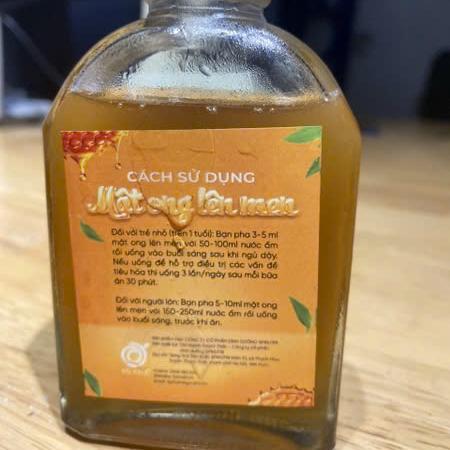 CÁCH SỬ DỤNG
Mật ong lên men
Đối với trẻ nhỏ (trên 1 tuổi): Bạn pha 3-5 ml
mật ong lên men với 50-100ml nước ấm
rồi uống vào buổi sáng sau khi ngủ dậy.
Nếu uống để hỗ trợ điều trị các vấn đề
tiêu hóa thì uống 3 lần/ngày sau mỗi bữa
ăn 30 phút.
Đối với người lớn: Bạn pha 5-10ml mật ong
lên men với 150-250ml nước ấm rồi uống
vào buổi sáng, trước khi ăn.